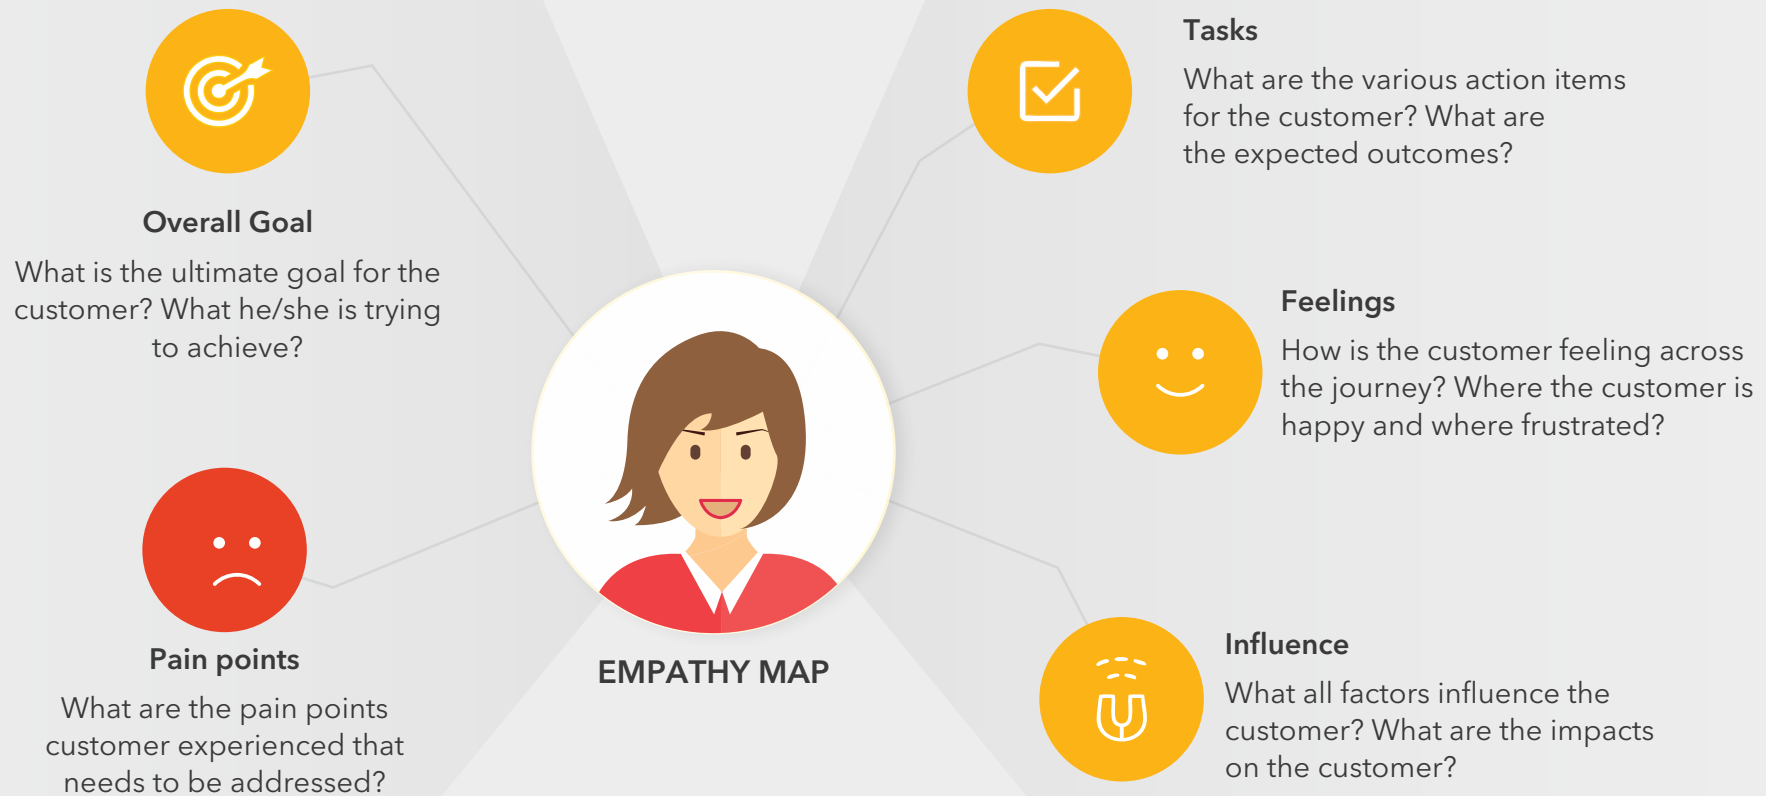 Overall Goal
What is the ultimate goal for the
customer? What he/she is trying
to achieve?
Pain points
What are the pain points
customer experienced that
needs to be addressed?
EMPATHY MAP
Tasks
What are the various action items
for the customer? What are
the expected outcomes?
Feelings
How is the customer feeling across
the journey? Where the customer is
happy and where frustrated?
Influence
What all factors influence the
customer? What are the impacts
on the customer?